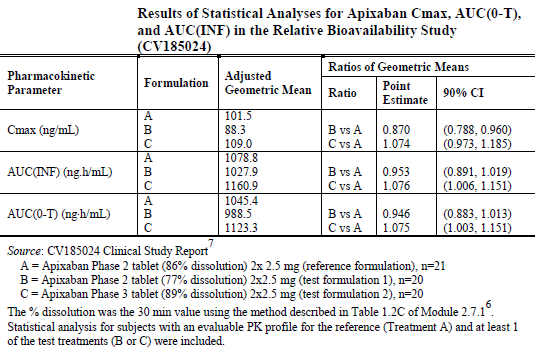 Results of Statistical Analyses for Apixaban Cmax, AUC(0-T),
and AUC(INF) in the Relative Bioavailability Study
(CV185024)
Pharmacokinetic Parameter Formulation Adjusted Geometric Mean Ratios of Geometric Means
Ratio Point Estimate 90% CI
A 101.5
Cmax (ng/mL) B 88.3 B vs A 0.870 (0.788, 0.960)
C 109.0 C vs A 1.074 (0.973, 1.185)
A 1078.8
AUC(INF) (ng.h/mL) B 1027.9 B vs A 0.953 (0.891, 1.019)
C 1160.9 C vs A 1.076 (1.006, 1.151)
A 1045.4
AUC(0-T) (ng·h/mL) B 988.5 B vs A 0.946 (0.883, 1.013)
C 1123.3 C vs A 1.075 (1.003, 1.151)
Source: CV185024 Clinical Study Report7
A = Apixaban Phase 2 tablet (86% dissolution) 2x 2.5 mg (reference formulation), n=21
B = Apixaban Phase 2 tablet (77% dissolution) 2x2.5 mg (test formulation 1), n=20
C = Apixaban Phase 3 tablet (89% dissolution) 2x2.5 mg (test formulation 2), n=20
The % dissolution was the 30 min value using the method described in Table 1.2C of Module 2.7.16.
Statistical analysis for subjects with an evaluable PK profile for the reference (Treatment A) and at least 1
of the test treatments (B or C) were included.